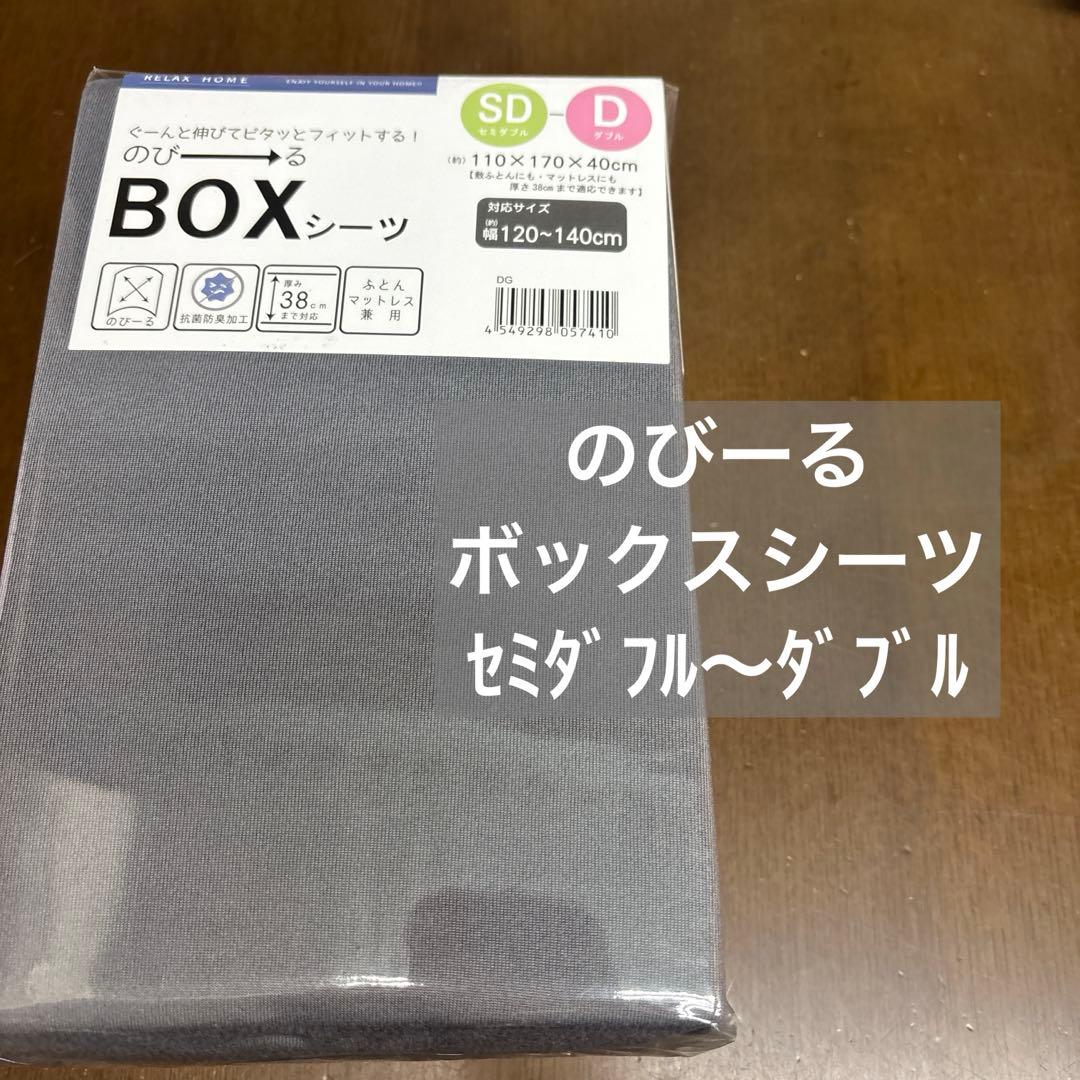 RELAX HOME
ENJOY YOURSELF IN YOUR HOME!!
ぐーんと伸びてピタッとフィットする！
のび→る
BOXシーツ
SD
セミダブル
-
D
ダブル
(約)110×170×40cm
【敷ふとんにも・マットレスにも
厚さ38cmまで適応できます】
対応サイズ
(約)幅120~140cm
のびーる
抗菌防臭加工
厚み
38cm
まで対応
ふとん
マットレス
兼用
DG
4 549298 057410
のびーる
ボックスシーツ
ｾﾐﾀﾞﾌﾙ～ﾀﾞﾌﾞﾙ